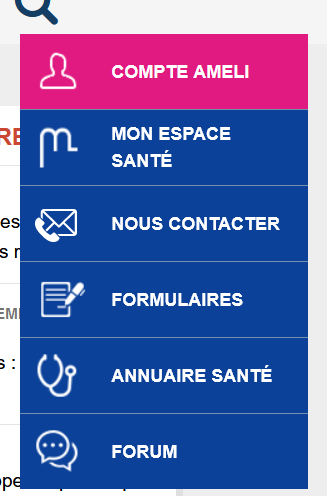 COMPTE AMELI
MON ESPACE
SANTÉ
NOUS CONTACTER
FORMULAIRES
ANNUAIRE SANTÉ
FORUM